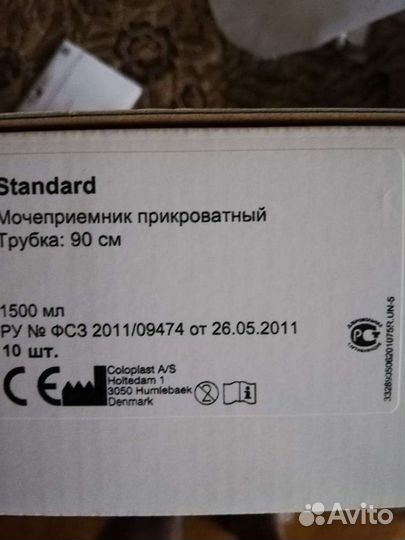 Standard
Мочеприемник прикроватный
Трубка: 90 см
1500 мл
РУ № ФСЗ 2011/09474 от 26.05.2011
10 шт.
CE
Coloplast A/S
Holtedam 1
3050 Humlebaek
Denmark
Avito